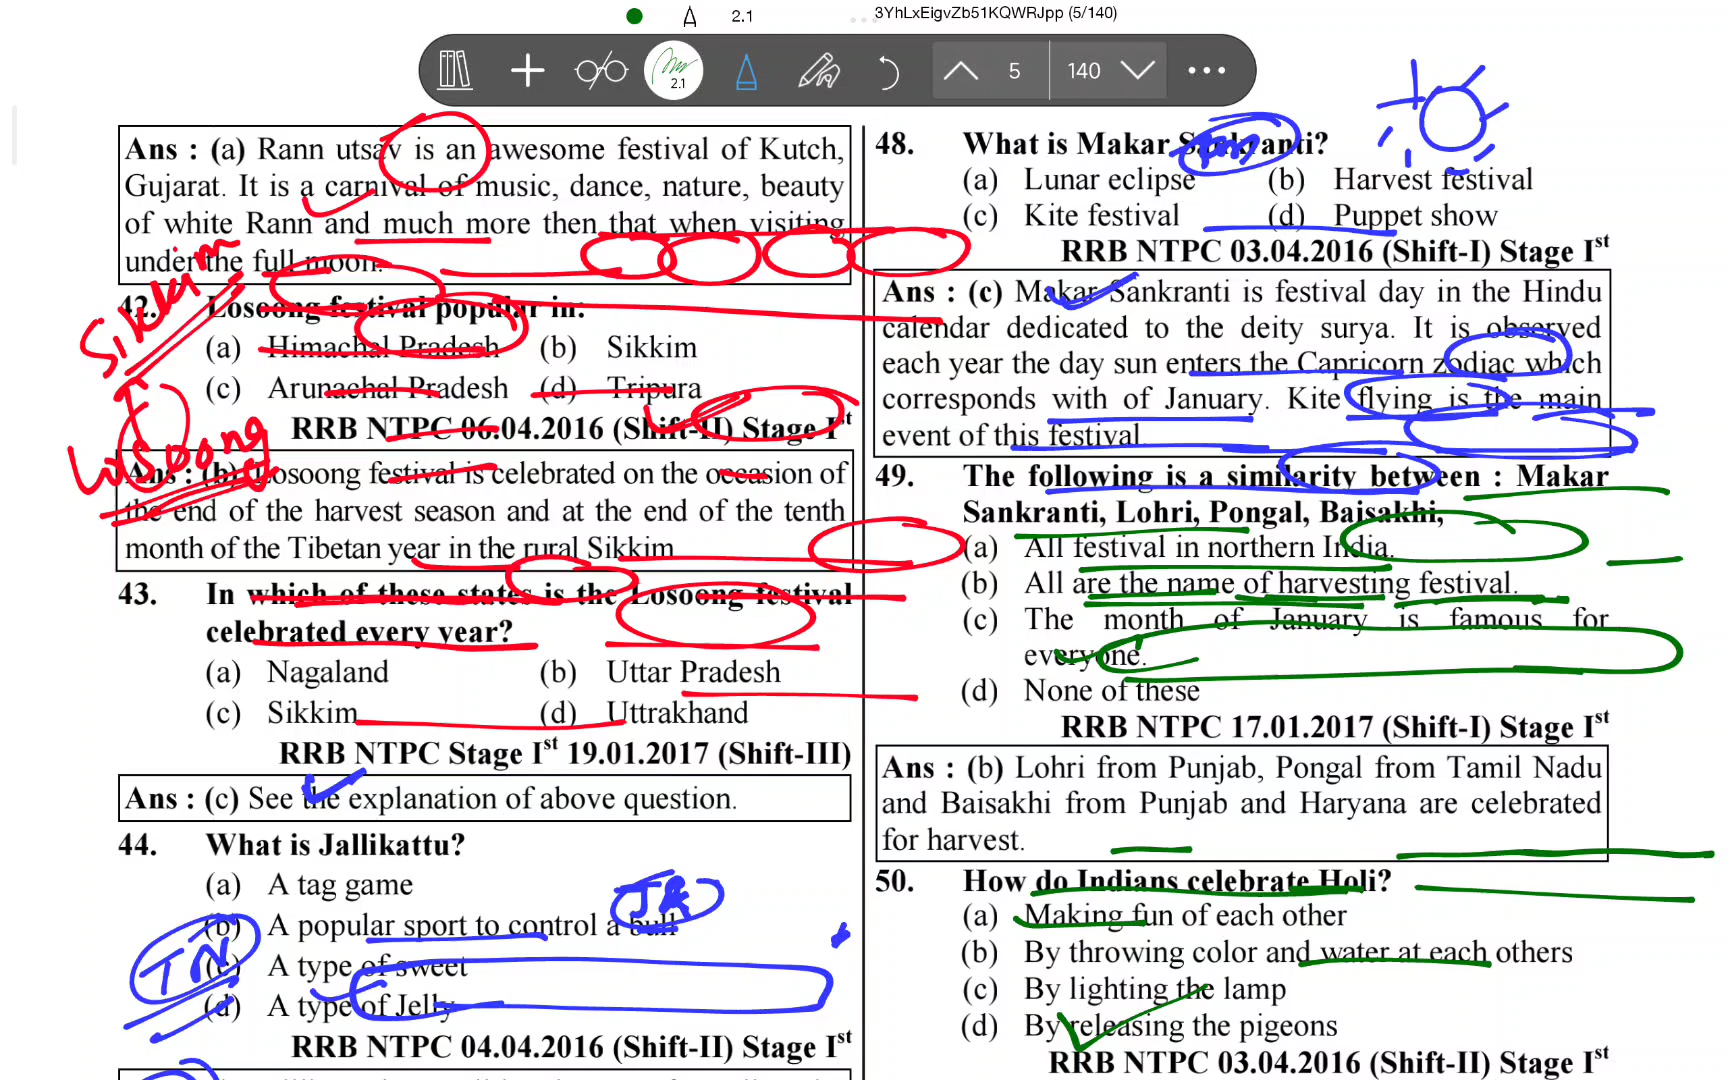 2.1
3YhLxEigvZb51KQWRJpp (5/140)
2.1
5
140
Ans : (a) Rann utsav is an awesome festival of Kutch,
Gujarat. It is a carnival of music, dance, nature, beauty
of white Rann and much more then that when visiting
under the full moon.
42. Losoong festival popular in:
(a) Himachal Pradesh (b) Sikkim
(c) Arunachal Pradesh (d) Tripura
RRB NTPC 06.04.2016 (Shift-II) Stage Ist
Ans : (b) Losoong festival is celebrated on the occasion of
the end of the harvest season and at the end of the tenth
month of the Tibetan year in the rural Sikkim
Sikkim
Losoong
43. In which of these states is the Losoong festival
celebrated every year?
(a) Nagaland (b) Uttar Pradesh
(c) Sikkim (d) Uttrakhand
RRB NTPC Stage Ist 19.01.2017 (Shift-III)
Ans : (c) See the explanation of above question.
44. What is Jallikattu?
(a) A tag game
(b) A popular sport to control a bull
(c) A type of sweet
(d) A type of Jelly
TN
RRB NTPC 04.04.2016 (Shift-II) Stage Ist
48. What is Makar Sankranti?
(a) Lunar eclipse (b) Harvest festival
(c) Kite festival (d) Puppet show
RRB NTPC 03.04.2016 (Shift-I) Stage Ist
Ans : (c) Makar Sankranti is festival day in the Hindu
calendar dedicated to the deity surya. It is observed
each year the day sun enters the Capricorn zodiac which
corresponds with of January. Kite flying is the main
event of this festival.
49. The following is a similarity between : Makar
Sankranti, Lohri, Pongal, Baisakhi,
(a) All festival in northern India.
(b) All are the name of harvesting festival.
(c) The month of January is famous for
everyone.
(d) None of these
RRB NTPC 17.01.2017 (Shift-I) Stage Ist
Ans : (b) Lohri from Punjab, Pongal from Tamil Nadu
and Baisakhi from Punjab and Haryana are celebrated
for harvest.
50. How do Indians celebrate Holi?
(a) Making fun of each other
(b) By throwing color and water at each others
(c) By lighting the lamp
(d) By releasing the pigeons
RRB NTPC 03.04.2016 (Shift-II) Stage Ist